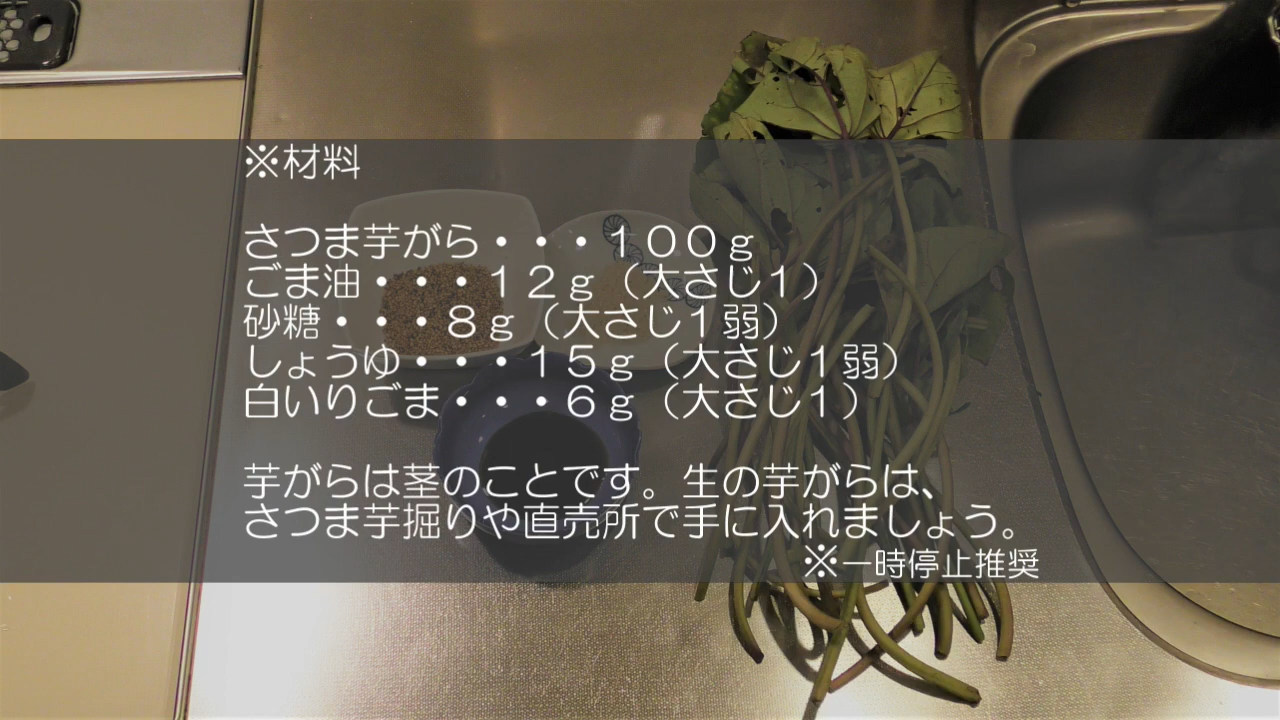 ※材料
さつま芋がら・・・１００ｇ
ごま油・・・１２ｇ（大さじ１）
砂糖・・・８ｇ（大さじ１弱）
しょうゆ・・・１５ｇ（大さじ１弱）
白いりごま・・・６ｇ（大さじ１）
芋がらは茎のことです。生の芋がらは、
さつま芋掘りや直売所で手に入れましょう。
※一時停止推奨